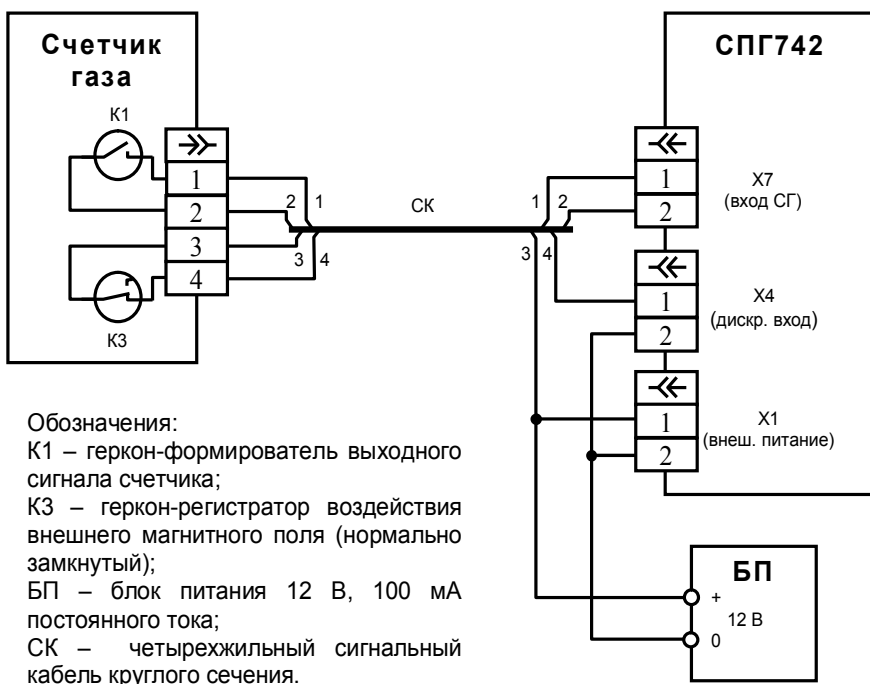 Счетчик
газа
К1
1
2
3
4
К3
2 1
3 4
СК
1 2
3 4
СПГ742
1
2
Х7
(вход СГ)
1
2
Х4
(дискр. вход)
1
2
Х1
(внеш. питание)
БП
+
12 В
0
Обозначения:
К1 – геркон-формирователь выходного
сигнала счетчика;
К3 – геркон-регистратор воздействия
внешнего магнитного поля (нормально
замкнутый);
БП – блок питания 12 В, 100 мА
постоянного тока;
СК – четырехжильный сигнальный
кабель круглого сечения.